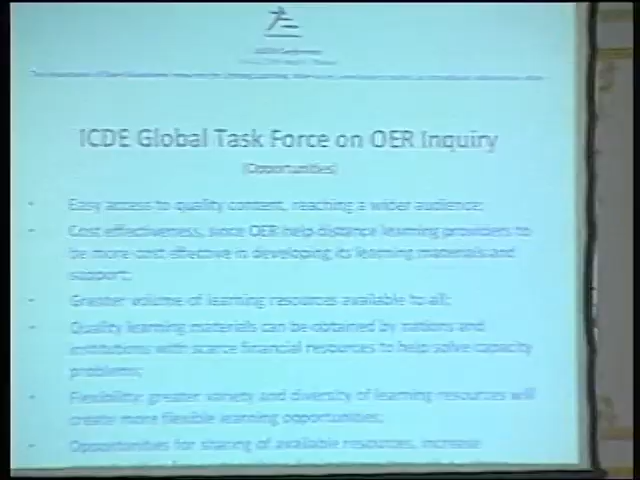 ICDE Global Task Force on OER Inquiry
(Opportunities)
- Easy access to quality content, reaching a wider audience;
- Cost effectiveness, since OER help distance learning providers to
be more cost effective in developing its learning materials and
support;
- Greater volume of learning resources available to all;
- Quality learning materials can be obtained by nations and
institutions with scarce financial resources to help solve capacity
problems;
- Flexibility: greater variety and diversity of learning resources will
create more flexible learning opportunities;
- Opportunities for sharing of available resources, increase